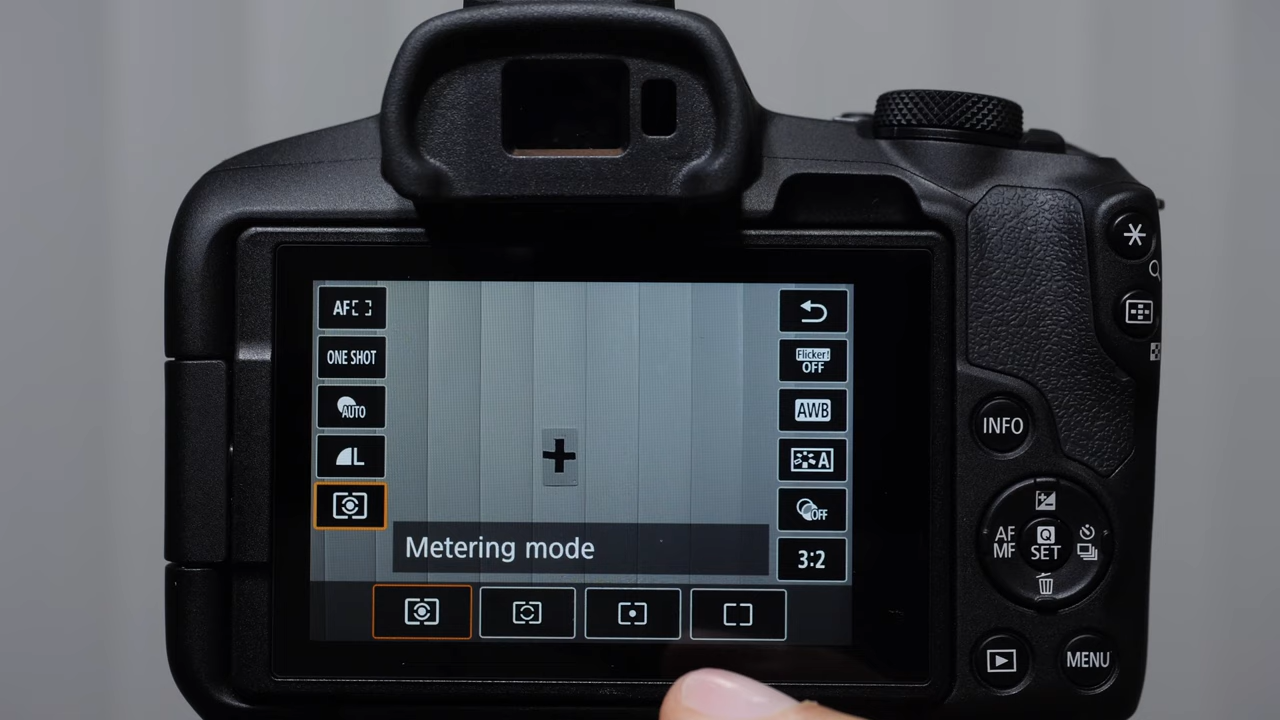 AF
ONE SHOT
AUTO
L
Metering mode
Flicker!
OFF
AWB
A
OFF
3:2
INFO
AF
MF
Q
SET
MENU